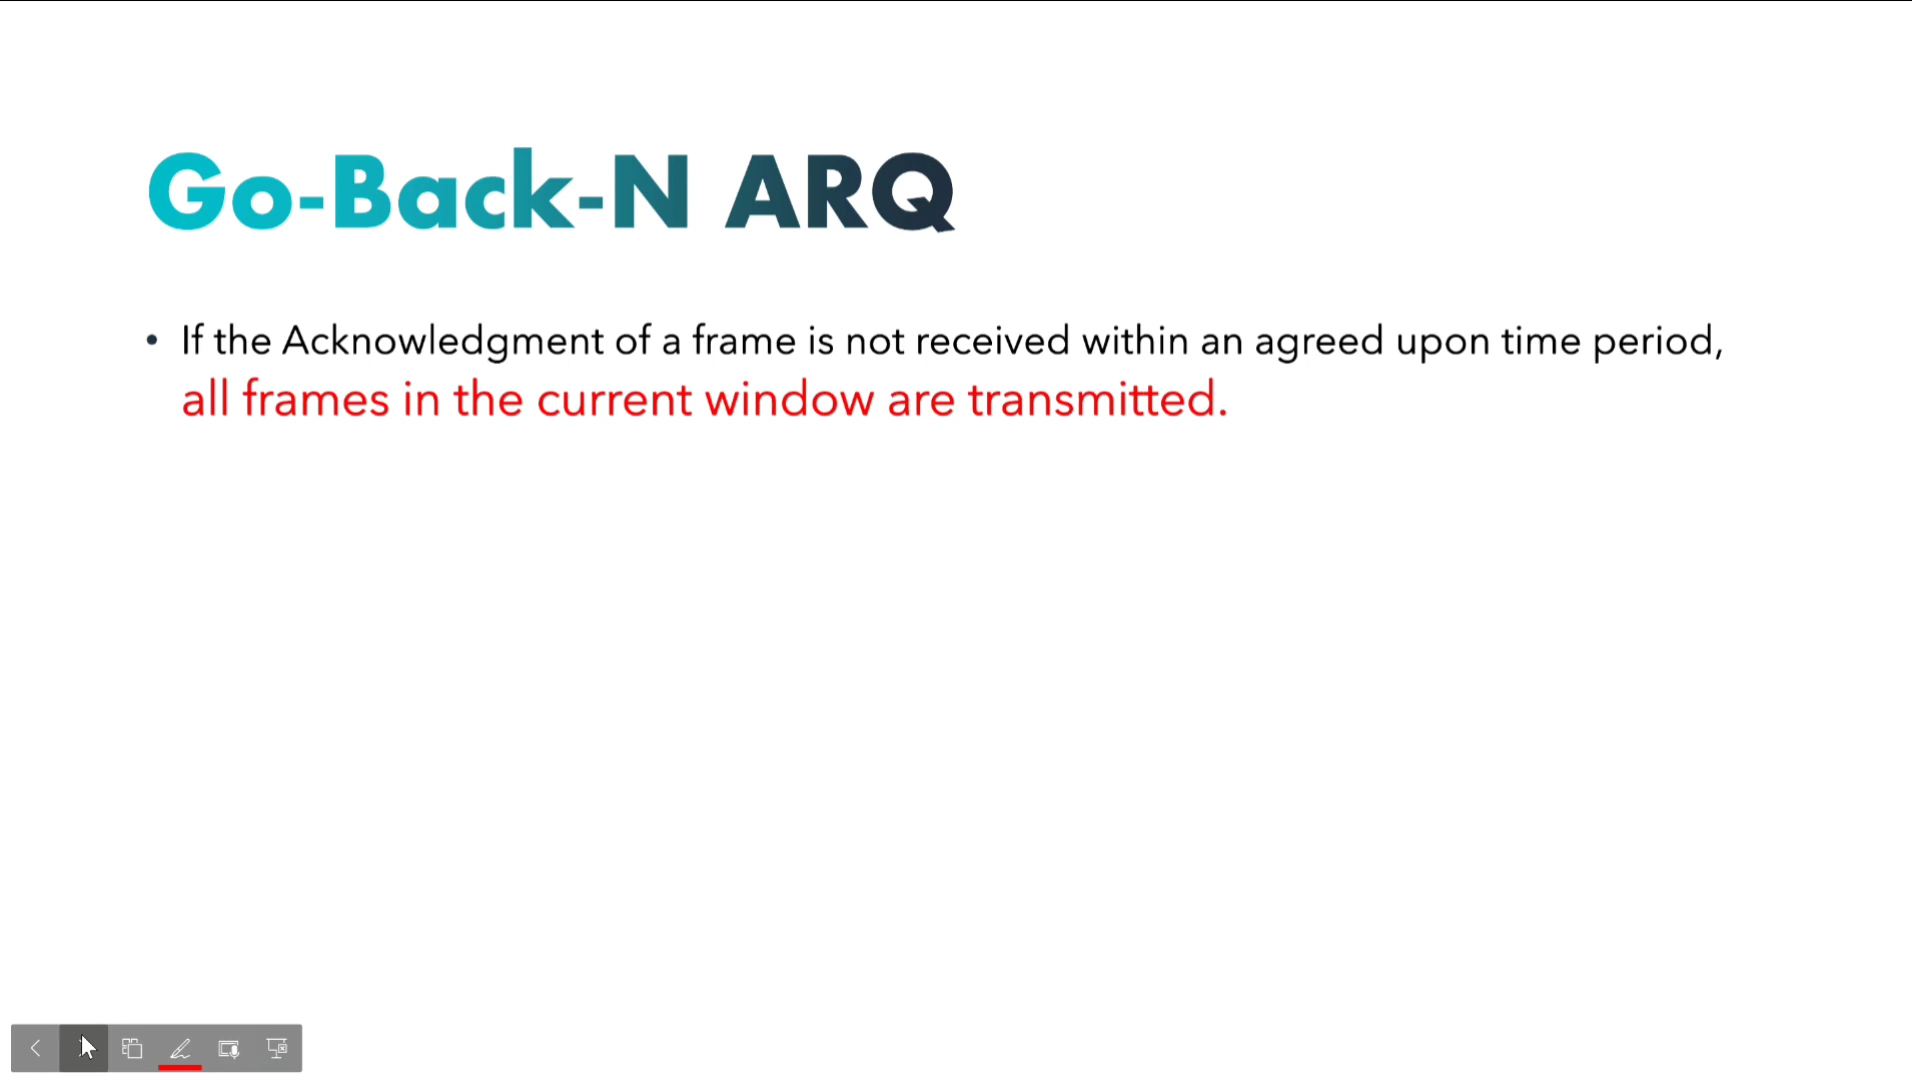 Go-Back-N ARQ
• If the Acknowledgment of a frame is not received within an agreed upon time period,
all frames in the current window are transmitted.